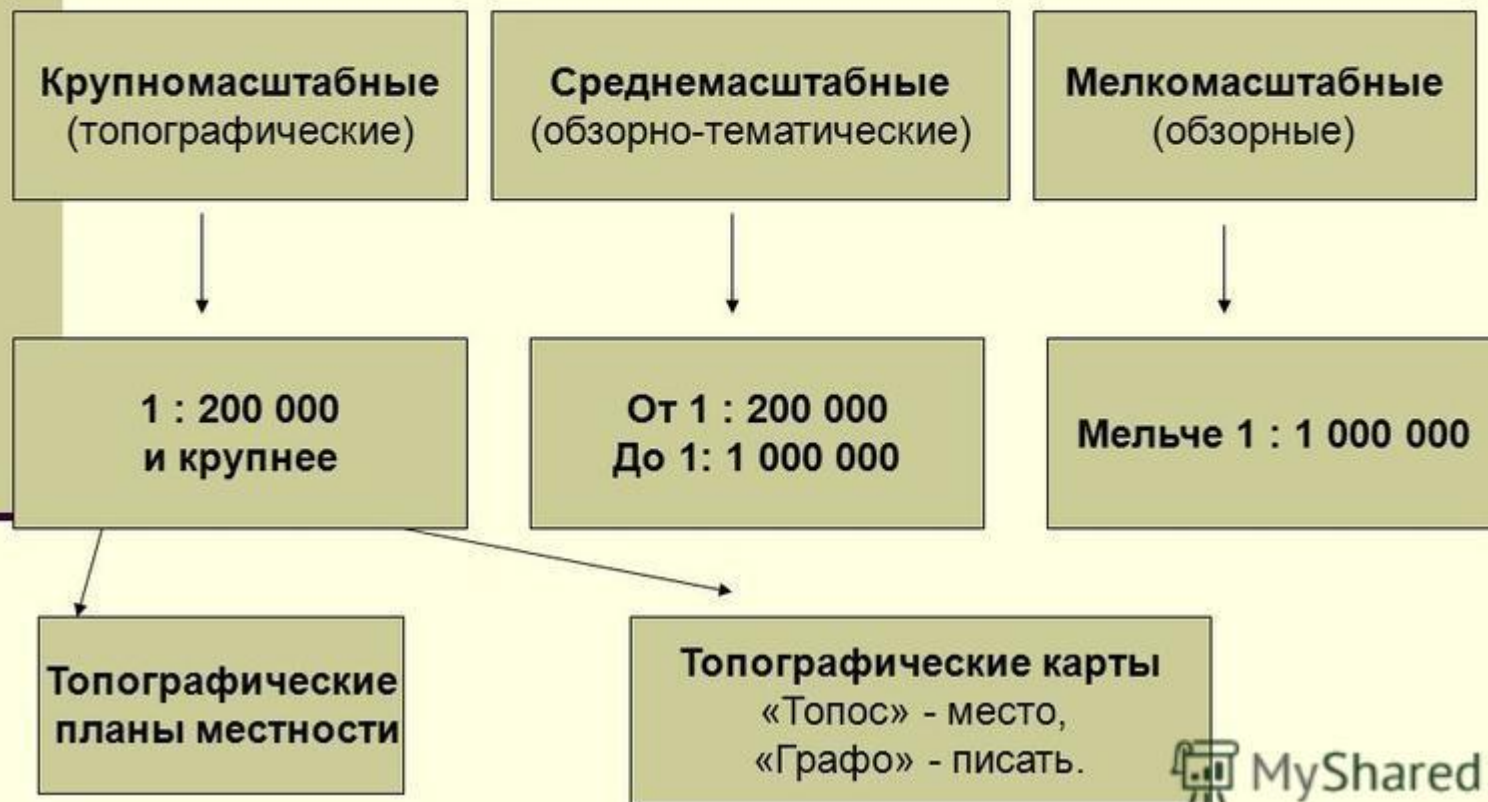 Крупномасштабные
(топографические)
Среднемасштабные
(обзорно-тематические)
Мелкомасштабные
(обзорные)
1 : 200 000
и крупнее
От 1 : 200 000
До 1: 1 000 000
Мельче 1 : 1 000 000
Топографические
планы местности
Топографические карты
«Топос» - место,
«Графо» - писать.
MyShared